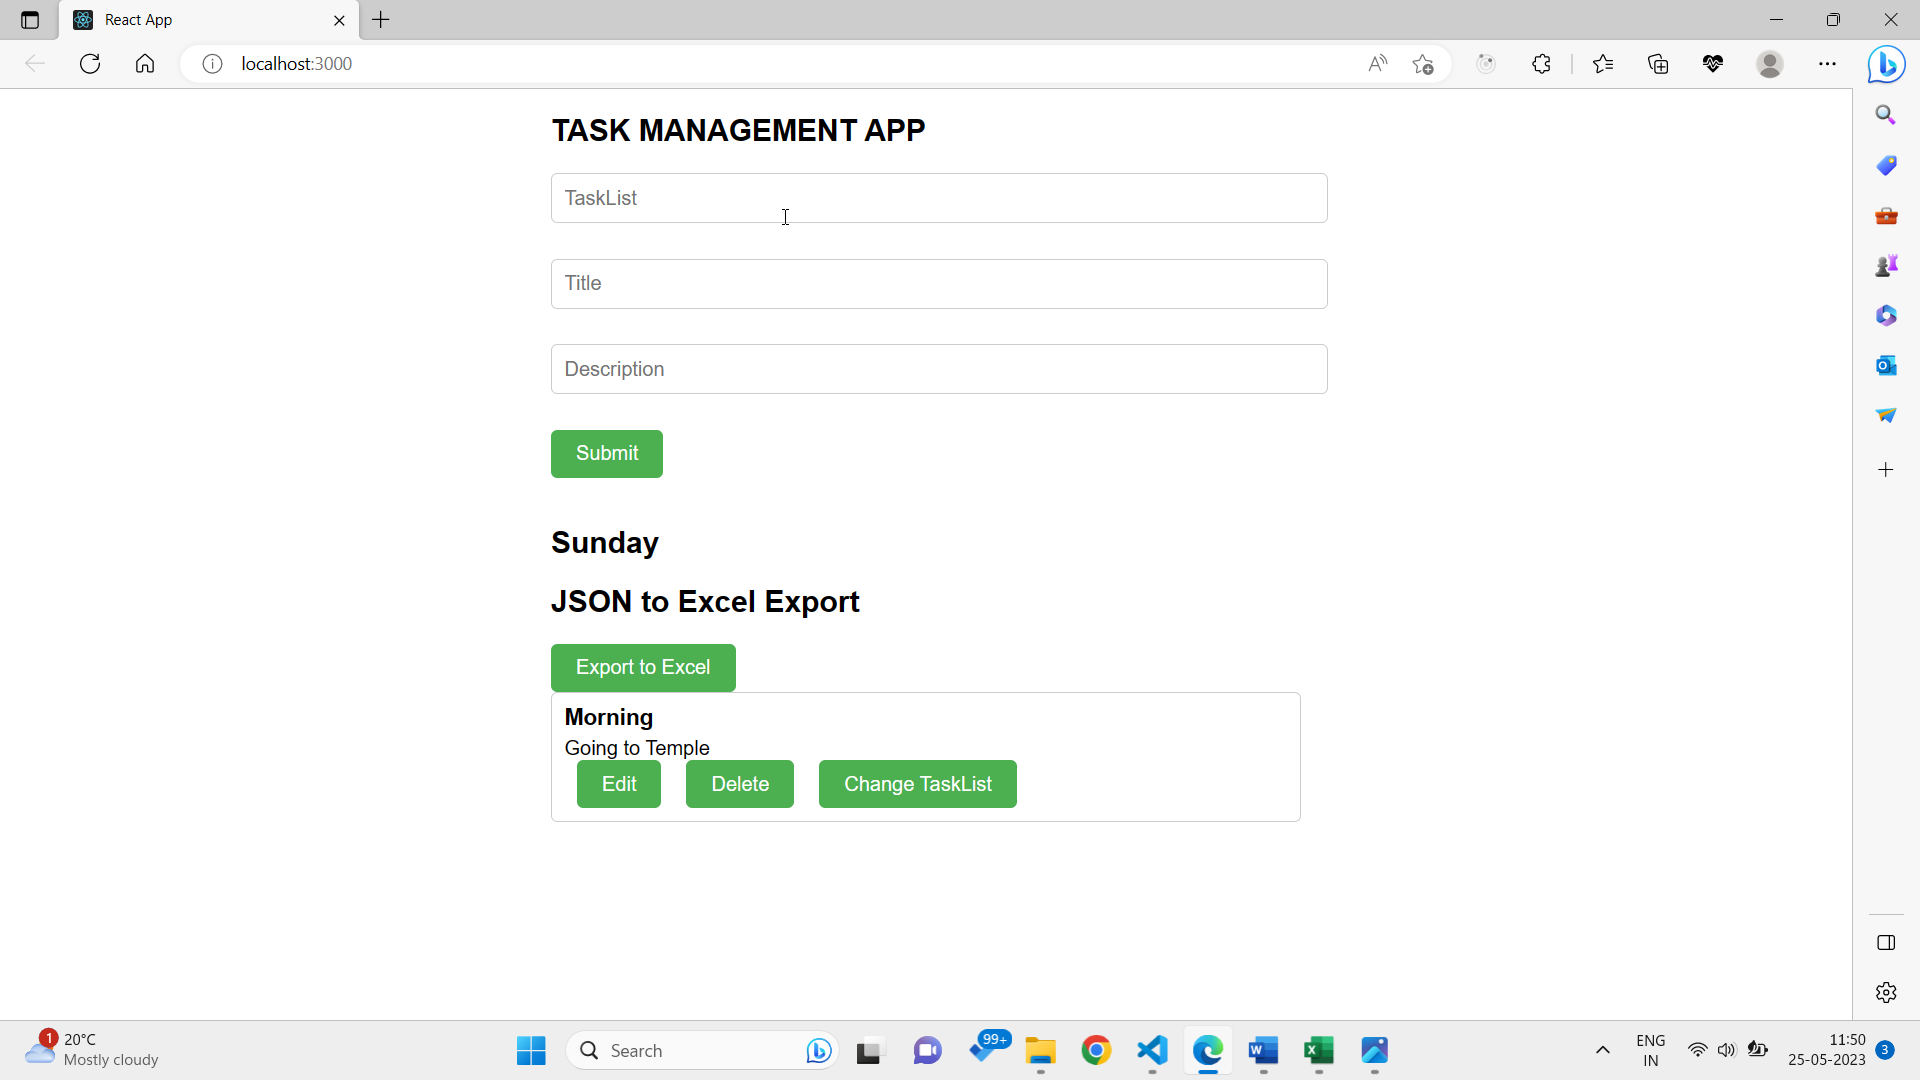 React App
localhost:3000
TASK MANAGEMENT APP
TaskList
Title
Description
Submit
Sunday
JSON to Excel Export
Export to Excel
Morning
Going to Temple
Edit Delete Change TaskList
1 20°C
Mostly cloudy
Search
99+
ENG
IN
11:50
25-05-2023
3